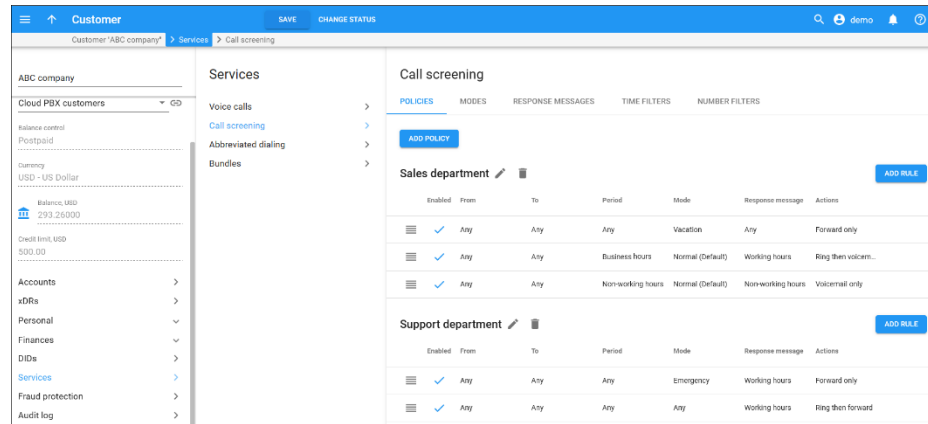 Customer SAVE CHANGE STATUS demo
Customer "ABC company" > Services > Call screening
ABC company
Cloud PBX customers
Balance control
Postpaid
Currency
USD - US Dollar
Balance, USD
293.26000
Credit limit, USD
500.00
Accounts
xDRs
Personal
Finances
DIDs
Services
Fraud protection
Audit log
Services
Voice calls
Call screening
Abbreviated dialing
Bundles
Call screening
POLICIES MODES RESPONSE MESSAGES TIME FILTERS NUMBER FILTERS
ADD POLICY
Sales department ADD RULE
Enabled From To Period Mode Response message Actions
Any Any Any Vacation Any Forward only
Any Any Business hours Normal (Default) Working hours Ring then voicem...
Any Any Non-working hours Normal (Default) Non-working hours Voicemail only
Support department ADD RULE
Enabled From To Period Mode Response message Actions
Any Any Any Emergency Working hours Forward only
Any Any Any Any Working hours Ring then forward